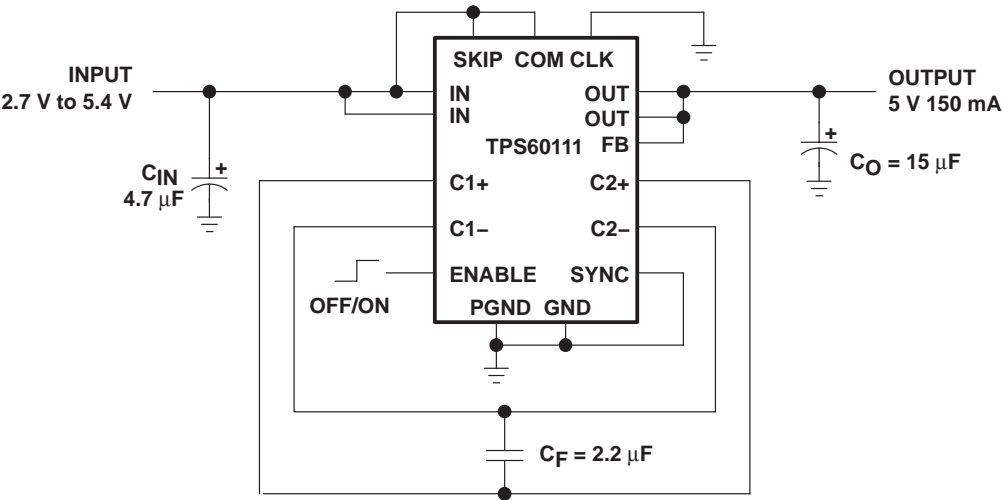 SKIP COM CLK
INPUT
2.7 V to 5.4 V
IN
IN
OUT
OUT
OUTPUT
5 V 150 mA
TPS60111 FB
+
CIN
4.7 µF
+
CO = 15 µF
C1+
C2+
C1–
C2–
ENABLE
SYNC
OFF/ON
PGND GND
CF = 2.2 µF